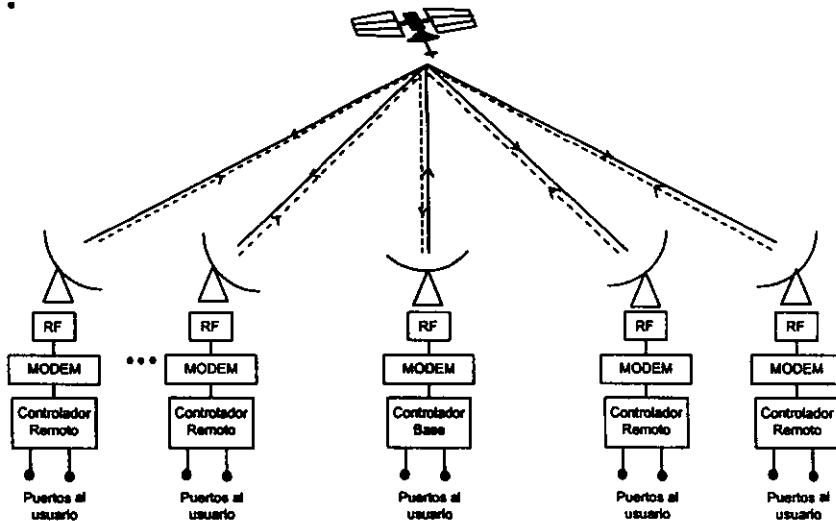 RF
RF
RF
RF
RF
MODEM
MODEM
MODEM
MODEM
MODEM
Controlador
Remoto
Controlador
Remoto
Controlador
Base
Controlador
Remoto
Controlador
Remoto
Puertos al
usuario
Puertos al
usuario
Puertos al
usuario
Puertos al
usuario
Puertos al
usuario